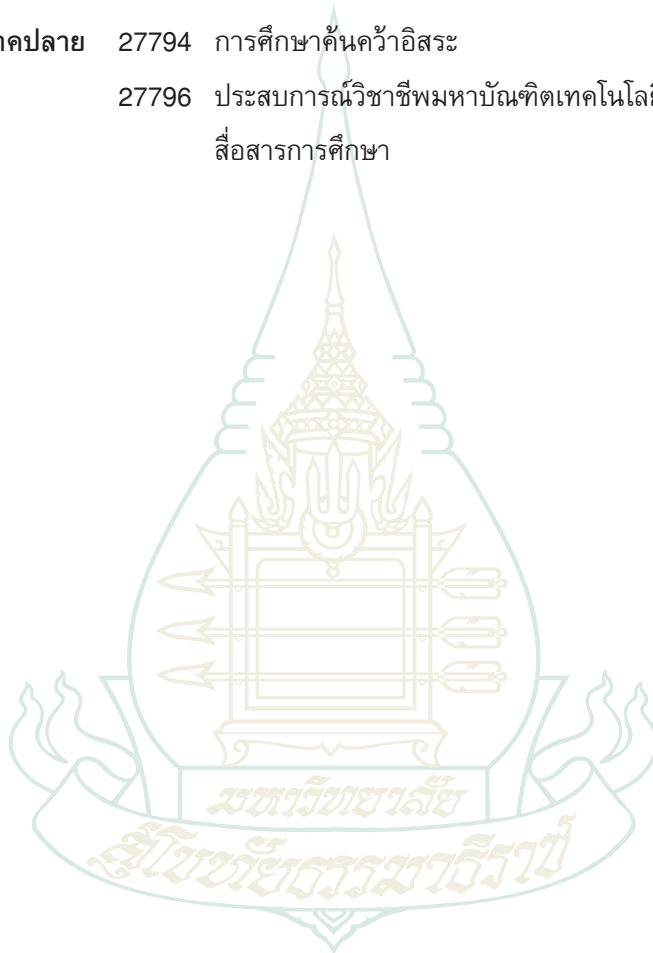 าคปลาย 27794 การศึกษาค้นคว้าอิสระ
27796 ประสบการณ์วิชาชีพมหาบัณฑิตเทคโนโลยี
สื่อสารการศึกษา
มหาวิทยาลัย
สุโขทัยธรรมาธิราช